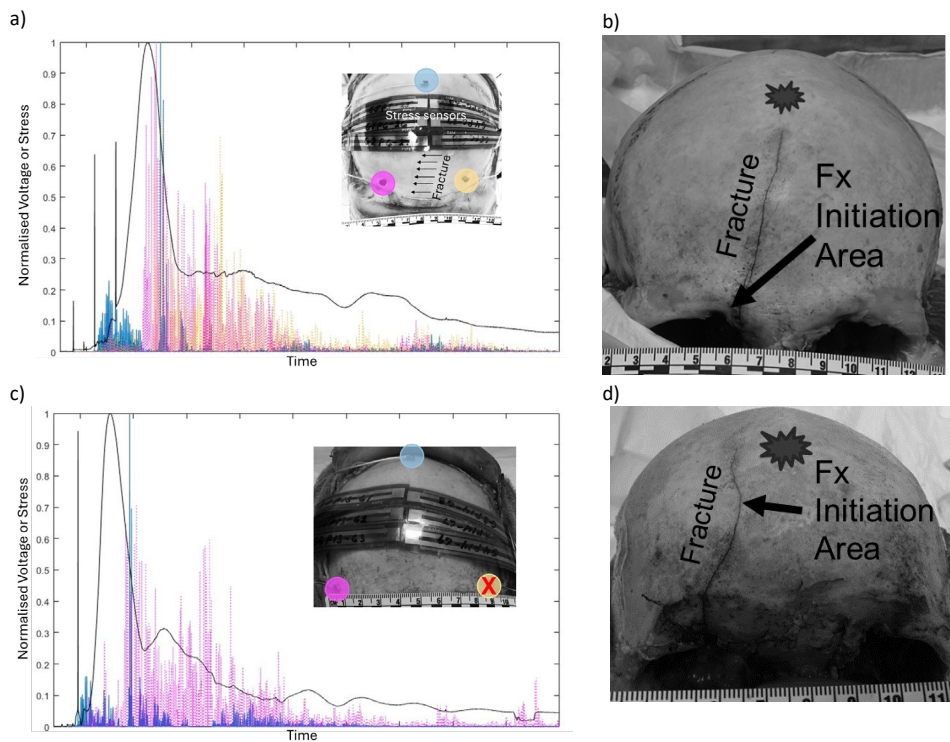 a)
Normalised Voltage or Stress
1
0.9
0.8
0.7
0.6
0.5
0.4
0.3
0.2
0.1
0
Time
Stress sensors
Fracture
b)
Fracture
Fx
Initiation
Area
2 3 4 5 6 7 8 9 10 11
c)
Normalised Voltage or Stress
1
0.9
0.8
0.7
0.6
0.5
0.4
0.3
0.2
0.1
0
Time
X
d)
Fracture
Fx
Initiation
Area